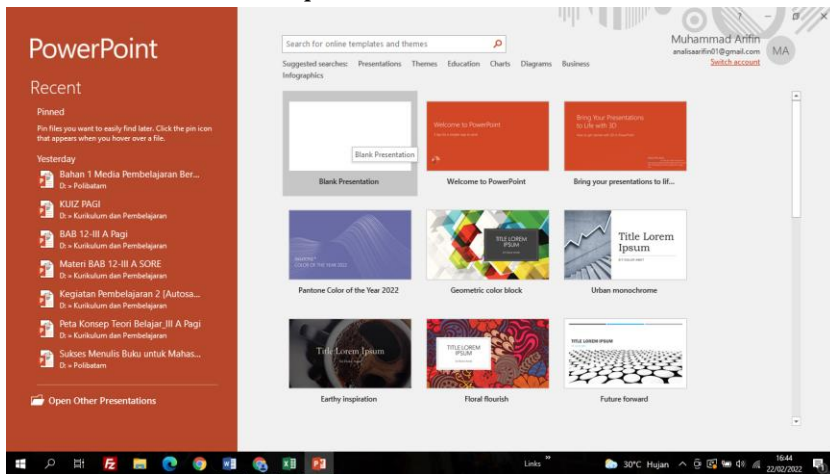 PowerPoint
Recent
Pinned
Pin files you want to easily find later. Click the pin icon
that appears when you hover over a file.
Yesterday
Bahan 1 Media Pembelajaran Ber...
D: » Polibatam
KUIZ PAGI
D: » Kurikulum dan Pembelajaran
BAB 12-III A Pagi
D: » Kurikulum dan Pembelajaran
Materi BAB 12-III A SORE
D: » Kurikulum dan Pembelajaran
Kegiatan Pembelajaran 2 [Autosa...
D: » Kurikulum dan Pembelajaran
Peta Konsep Teori Belajar_III A Pagi
D: » Kurikulum dan Pembelajaran
Sukses Menulis Buku untuk Mahas...
D: » Polibatam
Open Other Presentations
Search for online templates and themes
Suggested searches: Presentations Themes Education Charts Diagrams Business
Infographics
? – X
Muhammad Arifin
analisaarifin01@gmail.com
MA
Switch account
Blank Presentation
Blank Presentation
Welcome to PowerPoint
Welcome to PowerPoint
Bring Your Presentations
to Life with 3D
Bring your presentations to lif...
COLOR OF THE YEAR 2022
Pantone Color of the Year 2022
TITLE LOREM
IPSUM
Geometric color block
Title Lorem
Ipsum
Urban monochrome
Title Lorem Ipsum
Earthy inspiration
TITLE LOREM
IPSUM
Floral flourish
TITLE LOREM IPSUM
Future forward
Links
30°C Hujan
16:44
22/02/2022